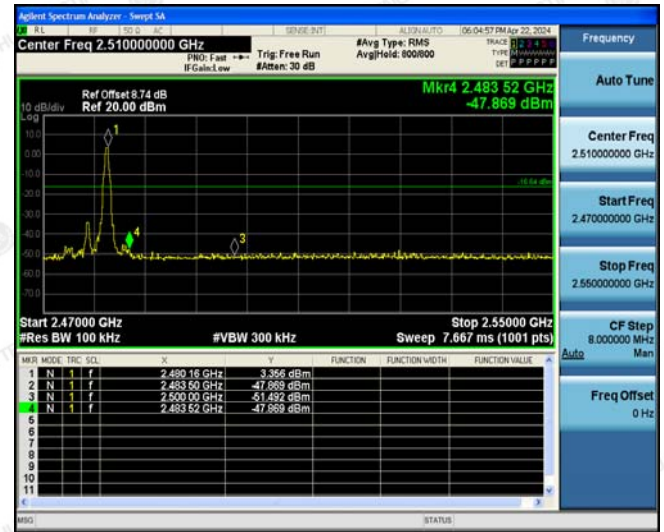 Agilent Spectrum Analyzer - Swept SA
RL RF 50 Ω AC SENSE:INT ALIGNAUTO 06:04:57 PM Apr 22, 2024
Center Freq 2.510000000 GHz
PNO: Fast
IFGain:Low
Trig: Free Run
#Atten: 30 dB
#Avg Type: RMS
Avg|Hold: 800/800
TRACE 1 2 3 4 5 6
TYPE
DET P P P P P P
Ref Offset 8.74 dB
Ref 20.00 dBm
10 dB/div
Log
Mkr4 2.483 52 GHz
-47.869 dBm
10.0
0.00
-10.0
-20.0
-30.0
-40.0
-50.0
-60.0
-70.0
1
4
3
-16.64 dBm
Start 2.47000 GHz
Stop 2.55000 GHz
#Res BW 100 kHz
#VBW 300 kHz
Sweep 7.667 ms (1001 pts)
MKR MODE TRC SCL X Y FUNCTION FUNCTION WIDTH FUNCTION VALUE
1 N 1 f 2.480 16 GHz 3.356 dBm
2 N 1 f 2.483 50 GHz -47.869 dBm
3 N 1 f 2.500 00 GHz -51.492 dBm
4 N 1 f 2.483 52 GHz -47.869 dBm
5
6
7
8
9
10
11
MSG
STATUS
Frequency
Auto Tune
Center Freq
2.510000000 GHz
Start Freq
2.470000000 GHz
Stop Freq
2.550000000 GHz
CF Step
8.000000 MHz
Auto Man
Freq Offset
0 Hz